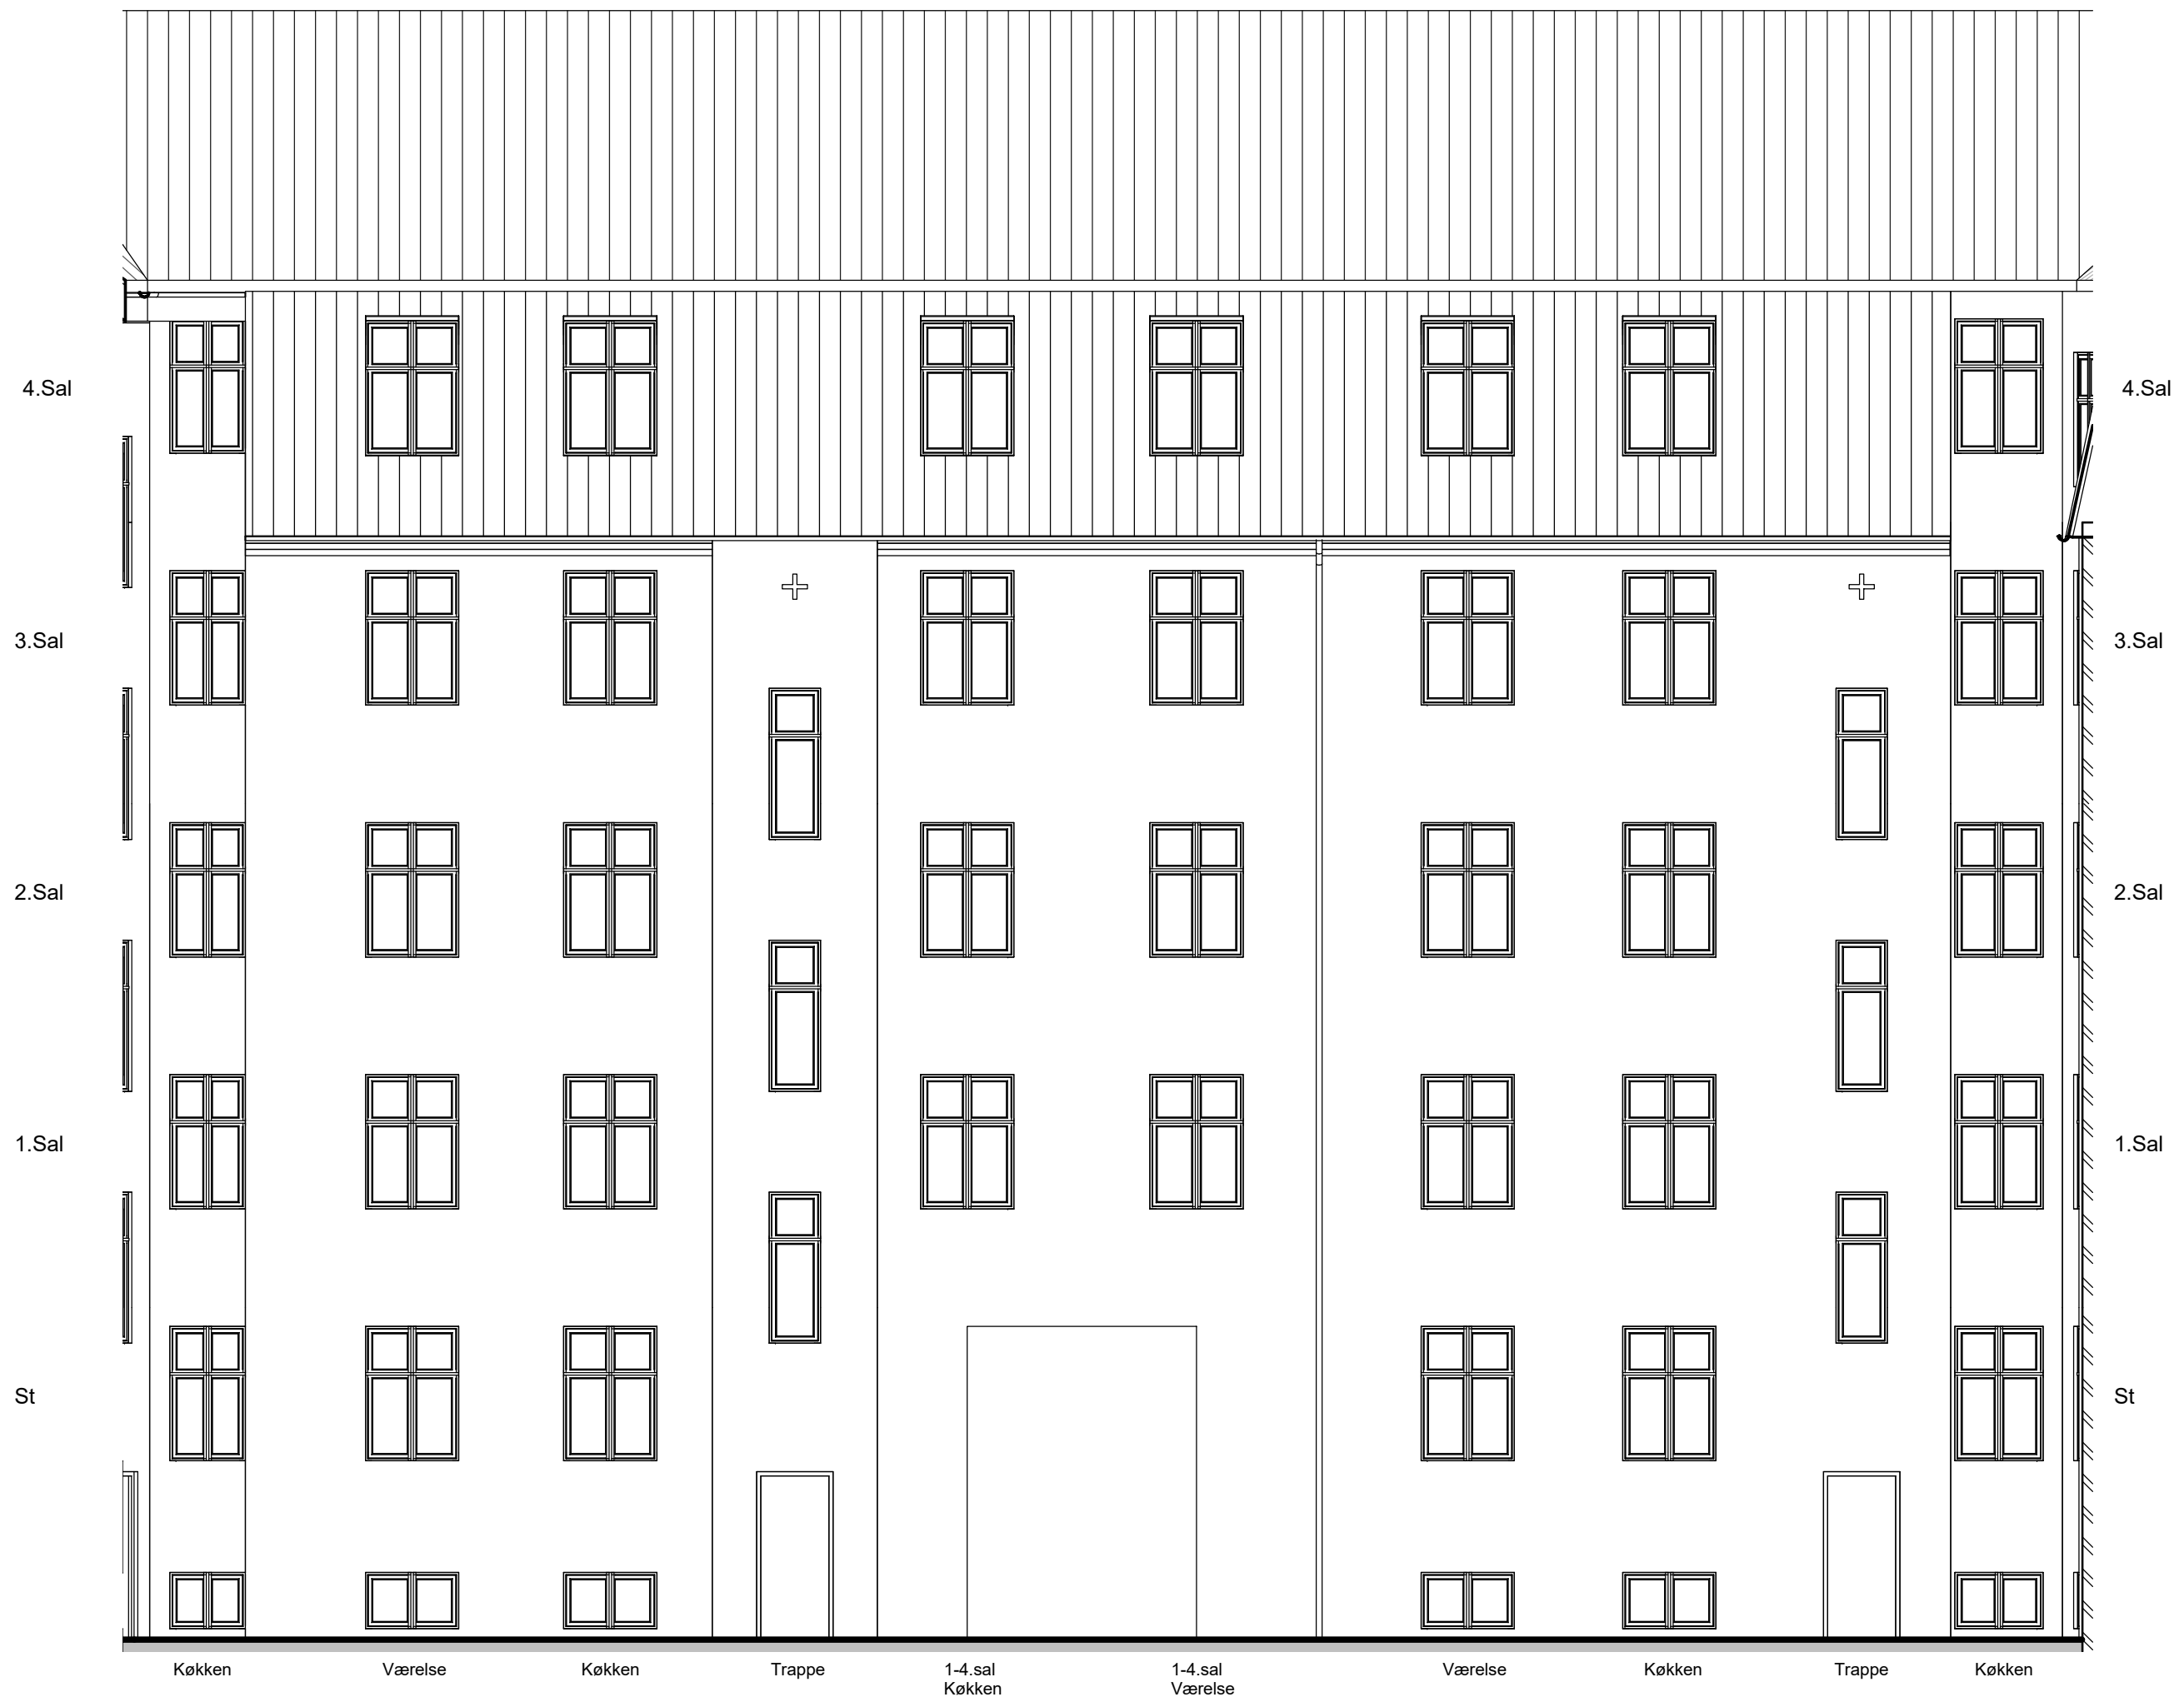 4.Sal
4.Sal
3.Sal
3.Sal
2.Sal
2.Sal
1.Sal
1.Sal
St
St
Køkken
Værelse
Køkken
Trappe
1-4.sal
Køkken
1-4.sal
Værelse
Værelse
Køkken
Trappe
Køkken